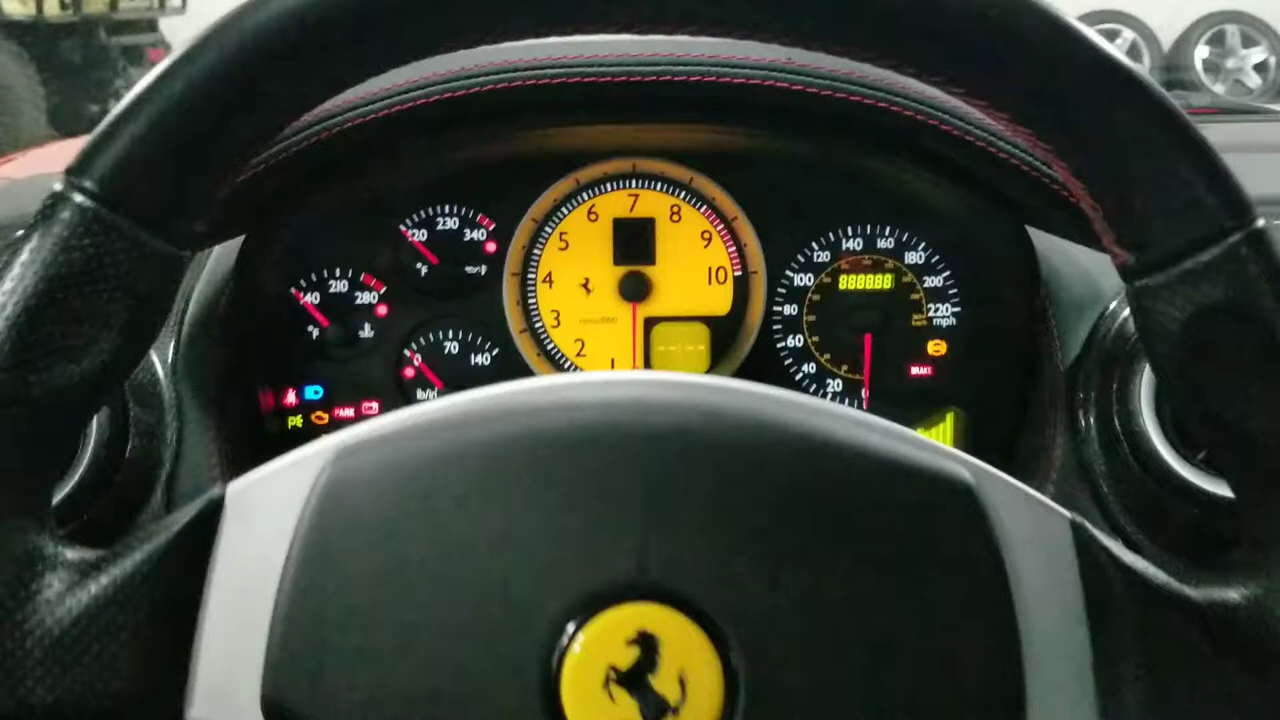 120 230 340
°F
140 210 280
°F
0 70 140
lb/in²
PARK
1 2 3 4 5 6 7 8 9 10
0 20 40 60 80 100 120 140 160 180 200 220
mph
888888
BRAKE